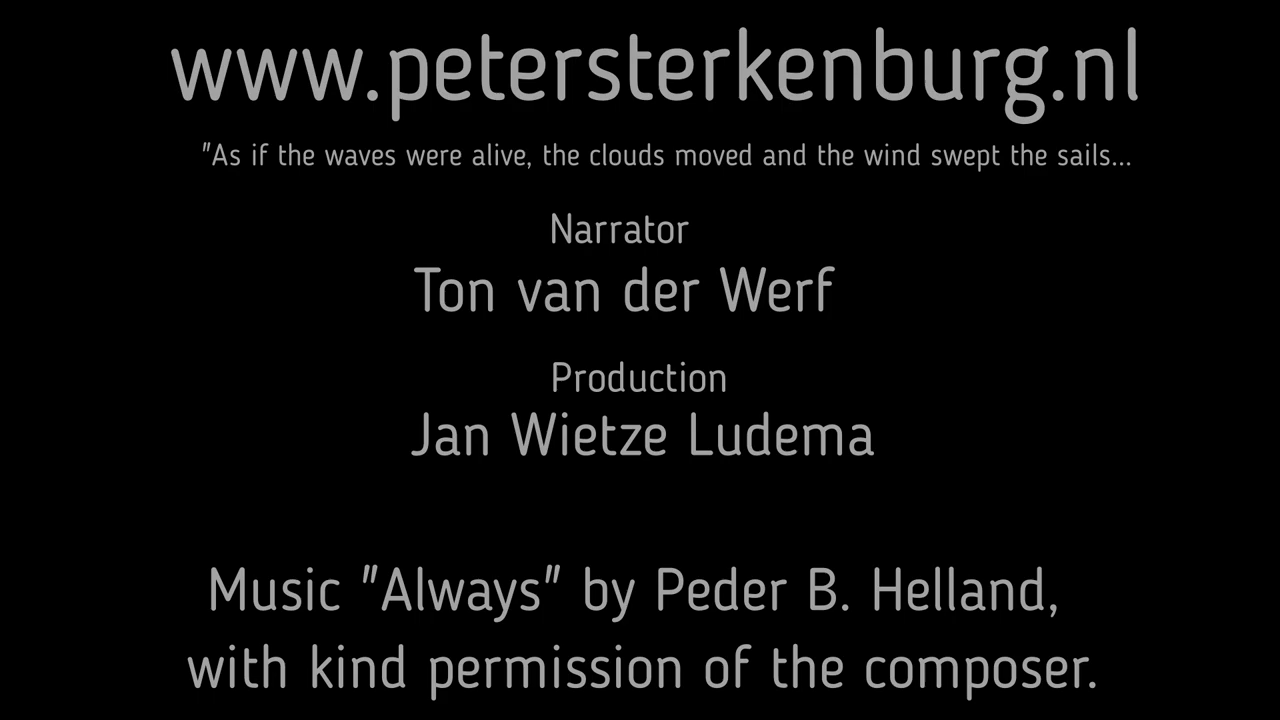 www.petersterkenburg.nl
"As if the waves were alive, the clouds moved and the wind swept the sails...
Narrator
Ton van der Werf
Production
Jan Wietze Ludema
Music "Always" by Peder B. Helland,
with kind permission of the composer.